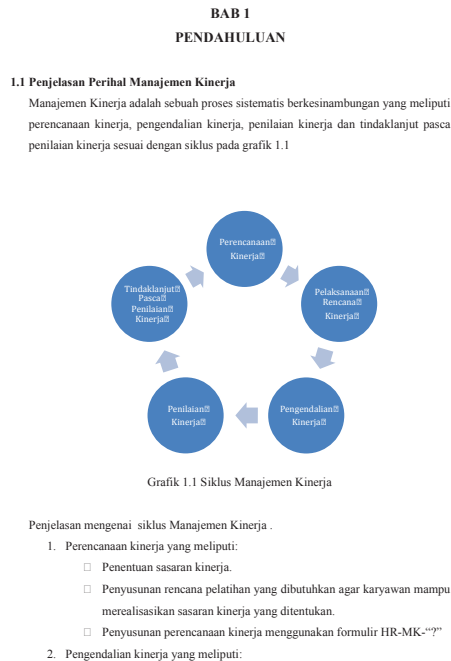 BAB 1
PENDAHULUAN
1.1 Penjelasan Perihal Manajemen Kinerja
Manajemen Kinerja adalah sebuah proses sistematis berkesinambungan yang meliputi
perencanaan kinerja, pengendalian kinerja, penilaian kinerja dan tindaklanjut pasca
penilaian kinerja sesuai dengan siklus pada grafik 1.1
Perencanaan
Kinerja
Pelaksanaan
Rencana
Kinerja
Pengendalian
Kinerja
Penilaian
Kinerja
Tindaklanjut
Pasca
Penilaian
Kinerja
Grafik 1.1 Siklus Manajemen Kinerja
Penjelasan mengenai siklus Manajemen Kinerja .
1. Perencanaan kinerja yang meliputi:
□ Penentuan sasaran kinerja.
□ Penyusunan rencana pelatihan yang dibutuhkan agar karyawan mampu
merealisasikan sasaran kinerja yang ditentukan.
□ Penyusunan perencanaan kinerja menggunakan formulir HR-MK-“?”
2. Pengendalian kinerja yang meliputi: